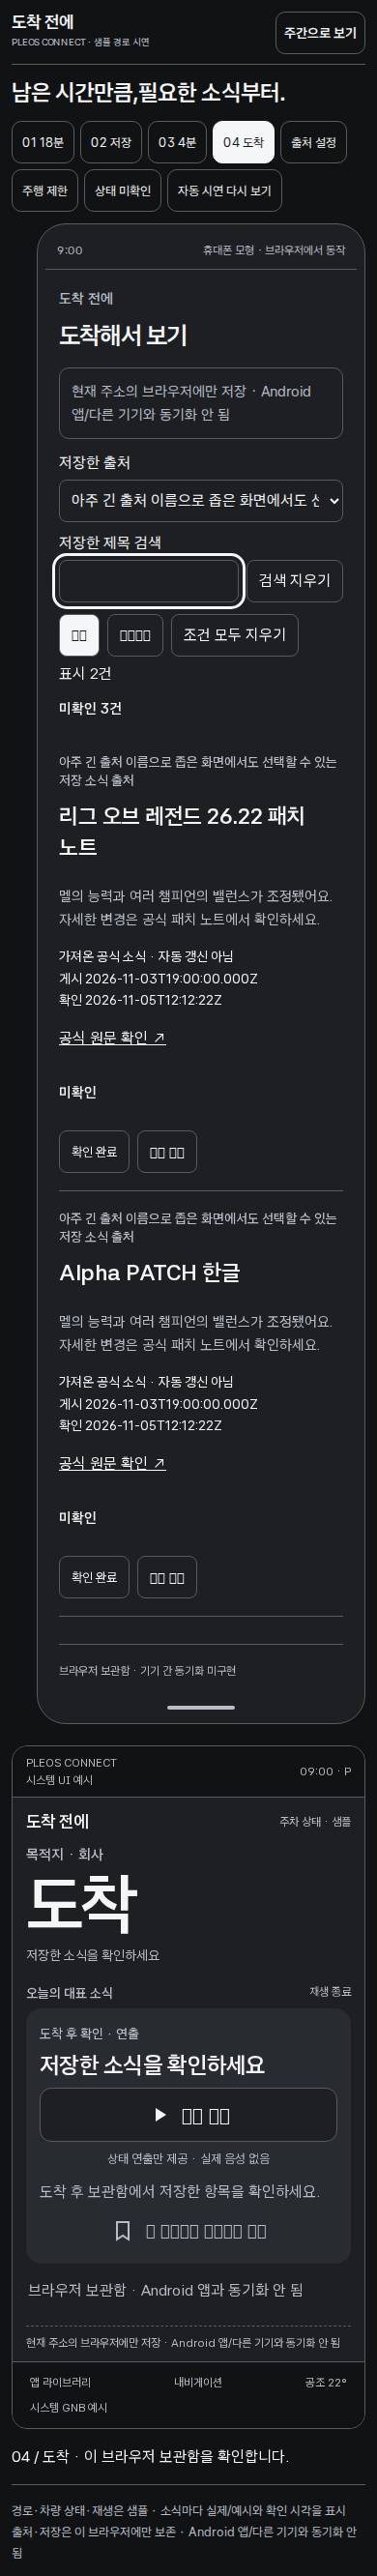 도착 전에
PLEOS CONNECT · 샘플 경로 시연
주간으로 보기
남은 시간만큼,필요한 소식부터.
01 18분
02 저장
03 4분
04 도착
출처 설정
주행 제한
상태 미확인
자동 시연 다시 보기
9:00
휴대폰 모형 · 브라우저에서 동작
도착 전에
도착해서 보기
현재 주소의 브라우저에만 저장 · Android
앱/다른 기기와 동기화 안 됨
저장한 출처
아주 긴 출처 이름으로 좁은 화면에서도
저장한 제목 검색
검색 지우기
조건 모두 지우기
표시 2건
미확인 3건
아주 긴 출처 이름으로 좁은 화면에서도 선택할 수 있는
저장 소식 출처
리그 오브 레전드 26.22 패치
노트
멜의 능력과 여러 챔피언의 밸런스가 조정됐어요.
자세한 변경은 공식 패치 노트에서 확인하세요.
가져온 공식 소식 · 자동 갱신 아님
게시 2026-11-03T19:00:00.000Z
확인 2026-11-05T12:12:22Z
공식 원문 확인 ↗
미확인
확인 완료
아주 긴 출처 이름으로 좁은 화면에서도 선택할 수 있는
저장 소식 출처
Alpha PATCH 한글
멜의 능력과 여러 챔피언의 밸런스가 조정됐어요.
자세한 변경은 공식 패치 노트에서 확인하세요.
가져온 공식 소식 · 자동 갱신 아님
게시 2026-11-03T19:00:00.000Z
확인 2026-11-05T12:12:22Z
공식 원문 확인 ↗
미확인
확인 완료
브라우저 보관함 · 기기 간 동기화 미구현
PLEOS CONNECT
시스템 UI 예시
09:00 · P
도착 전에
주차 상태 · 샘플
목적지 · 회사
도착
저장한 소식을 확인하세요
오늘의 대표 소식
재생 종료
도착 후 확인 · 연출
저장한 소식을 확인하세요
상태 연출만 제공 · 실제 음성 없음
도착 후 보관함에서 저장한 항목을 확인하세요.
브라우저 보관함 · Android 앱과 동기화 안 됨
현재 주소의 브라우저에만 저장 · Android 앱/다른 기기와 동기화 안 됨
앱 라이브러리
내비게이션
공조 22°
시스템 GNB 예시
04 / 도착 · 이 브라우저 보관함을 확인합니다.
경로·차량 상태·재생은 샘플 · 소식마다 실제/예시와 확인 시각을 표시
출처·저장은 이 브라우저에만 보존 · Android 앱/다른 기기와 동기화 안
됨